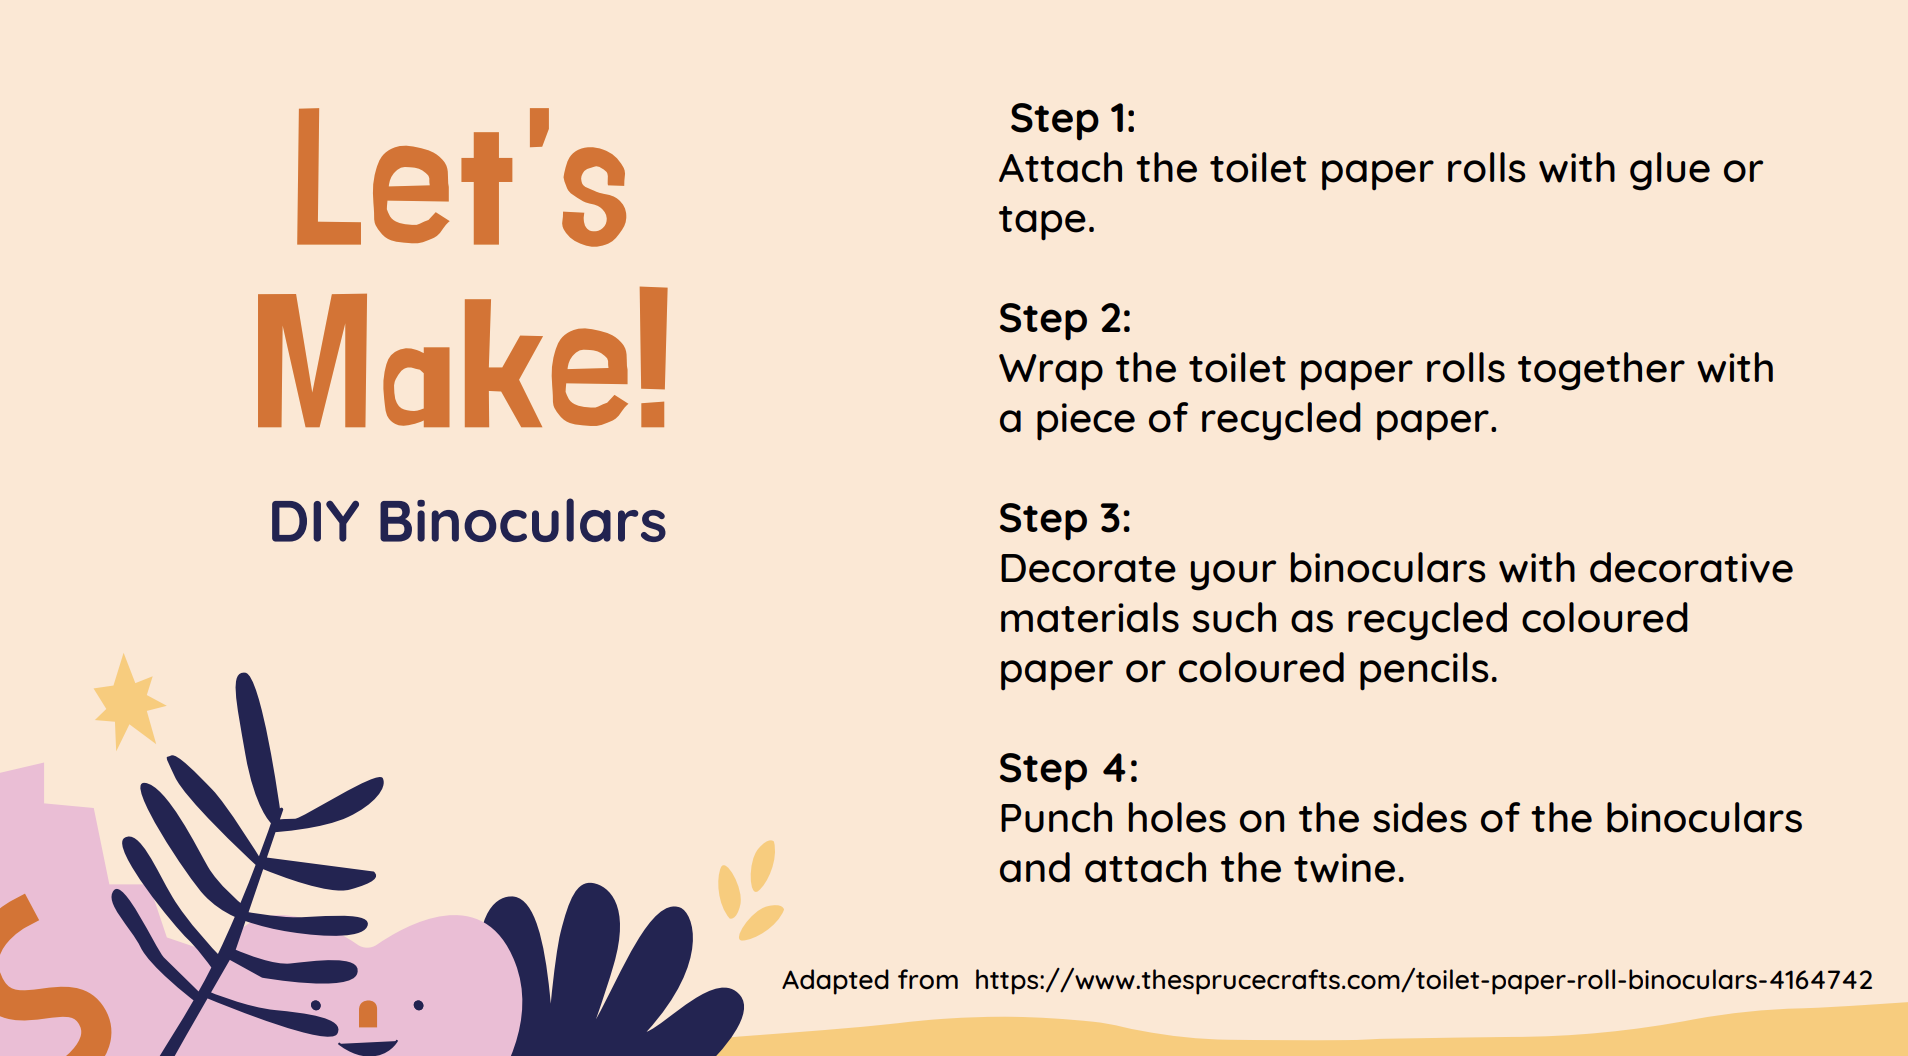 Let's
Make!
DIY Binoculars
Step 1:
Attach the toilet paper rolls with glue or
tape.
Step 2:
Wrap the toilet paper rolls together with
a piece of recycled paper.
Step 3:
Decorate your binoculars with decorative
materials such as recycled coloured
paper or coloured pencils.
Step 4:
Punch holes on the sides of the binoculars
and attach the twine.
Adapted from  https://www.thesprucecrafts.com/toilet-paper-roll-binoculars-4164742